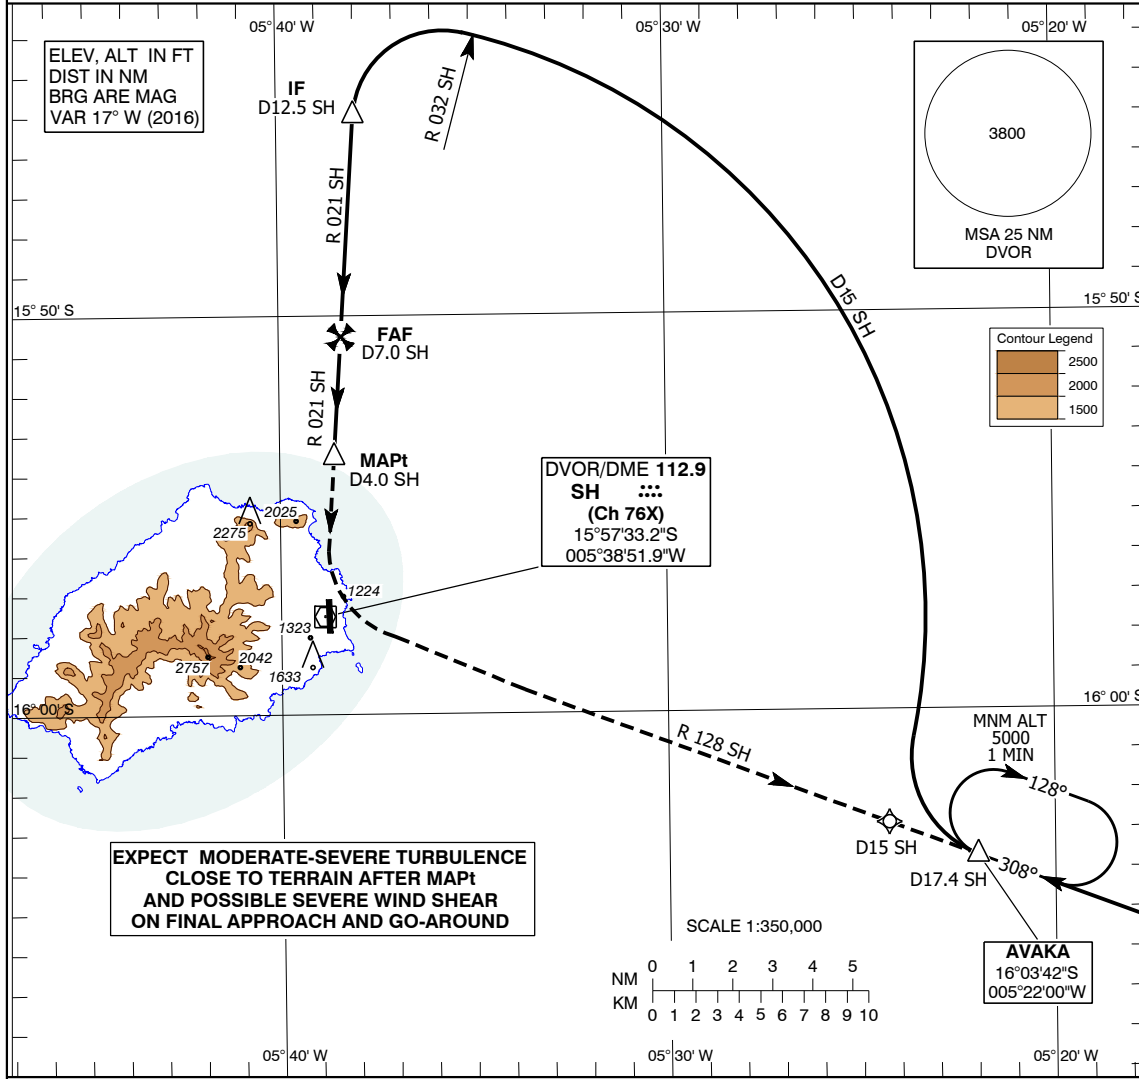 05° 40' W
05° 30' W
05° 20' W
ELEV, ALT IN FT
DIST IN NM
BRG ARE MAG
VAR 17° W (2016)
IF
D12.5 SH
R 032 SH
3800
MSA 25 NM
DVOR
R 021 SH
D15 SH
15° 50' S
15° 50' S
FAF
D7.0 SH
Contour Legend
2500
2000
1500
R 021 SH
MAPt
D4.0 SH
DVOR/DME 112.9
SH
(Ch 76X)
15°57'33.2"S
005°38'51.9"W
2025
2275
1224
1323
2042
2757
1633
16° 00' S
16° 00' S
R 128 SH
MNM ALT
5000
1 MIN
128°
D15 SH
308°
D17.4 SH
EXPECT MODERATE-SEVERE TURBULENCE
CLOSE TO TERRAIN AFTER MAPt
AND POSSIBLE SEVERE WIND SHEAR
ON FINAL APPROACH AND GO-AROUND
SCALE 1:350,000
AVAKA
16°03'42"S
005°22'00"W
0 1 2 3 4 5
NM
KM
0 1 2 3 4 5 6 7 8 9 10
05° 40' W
05° 30' W
05° 20' W